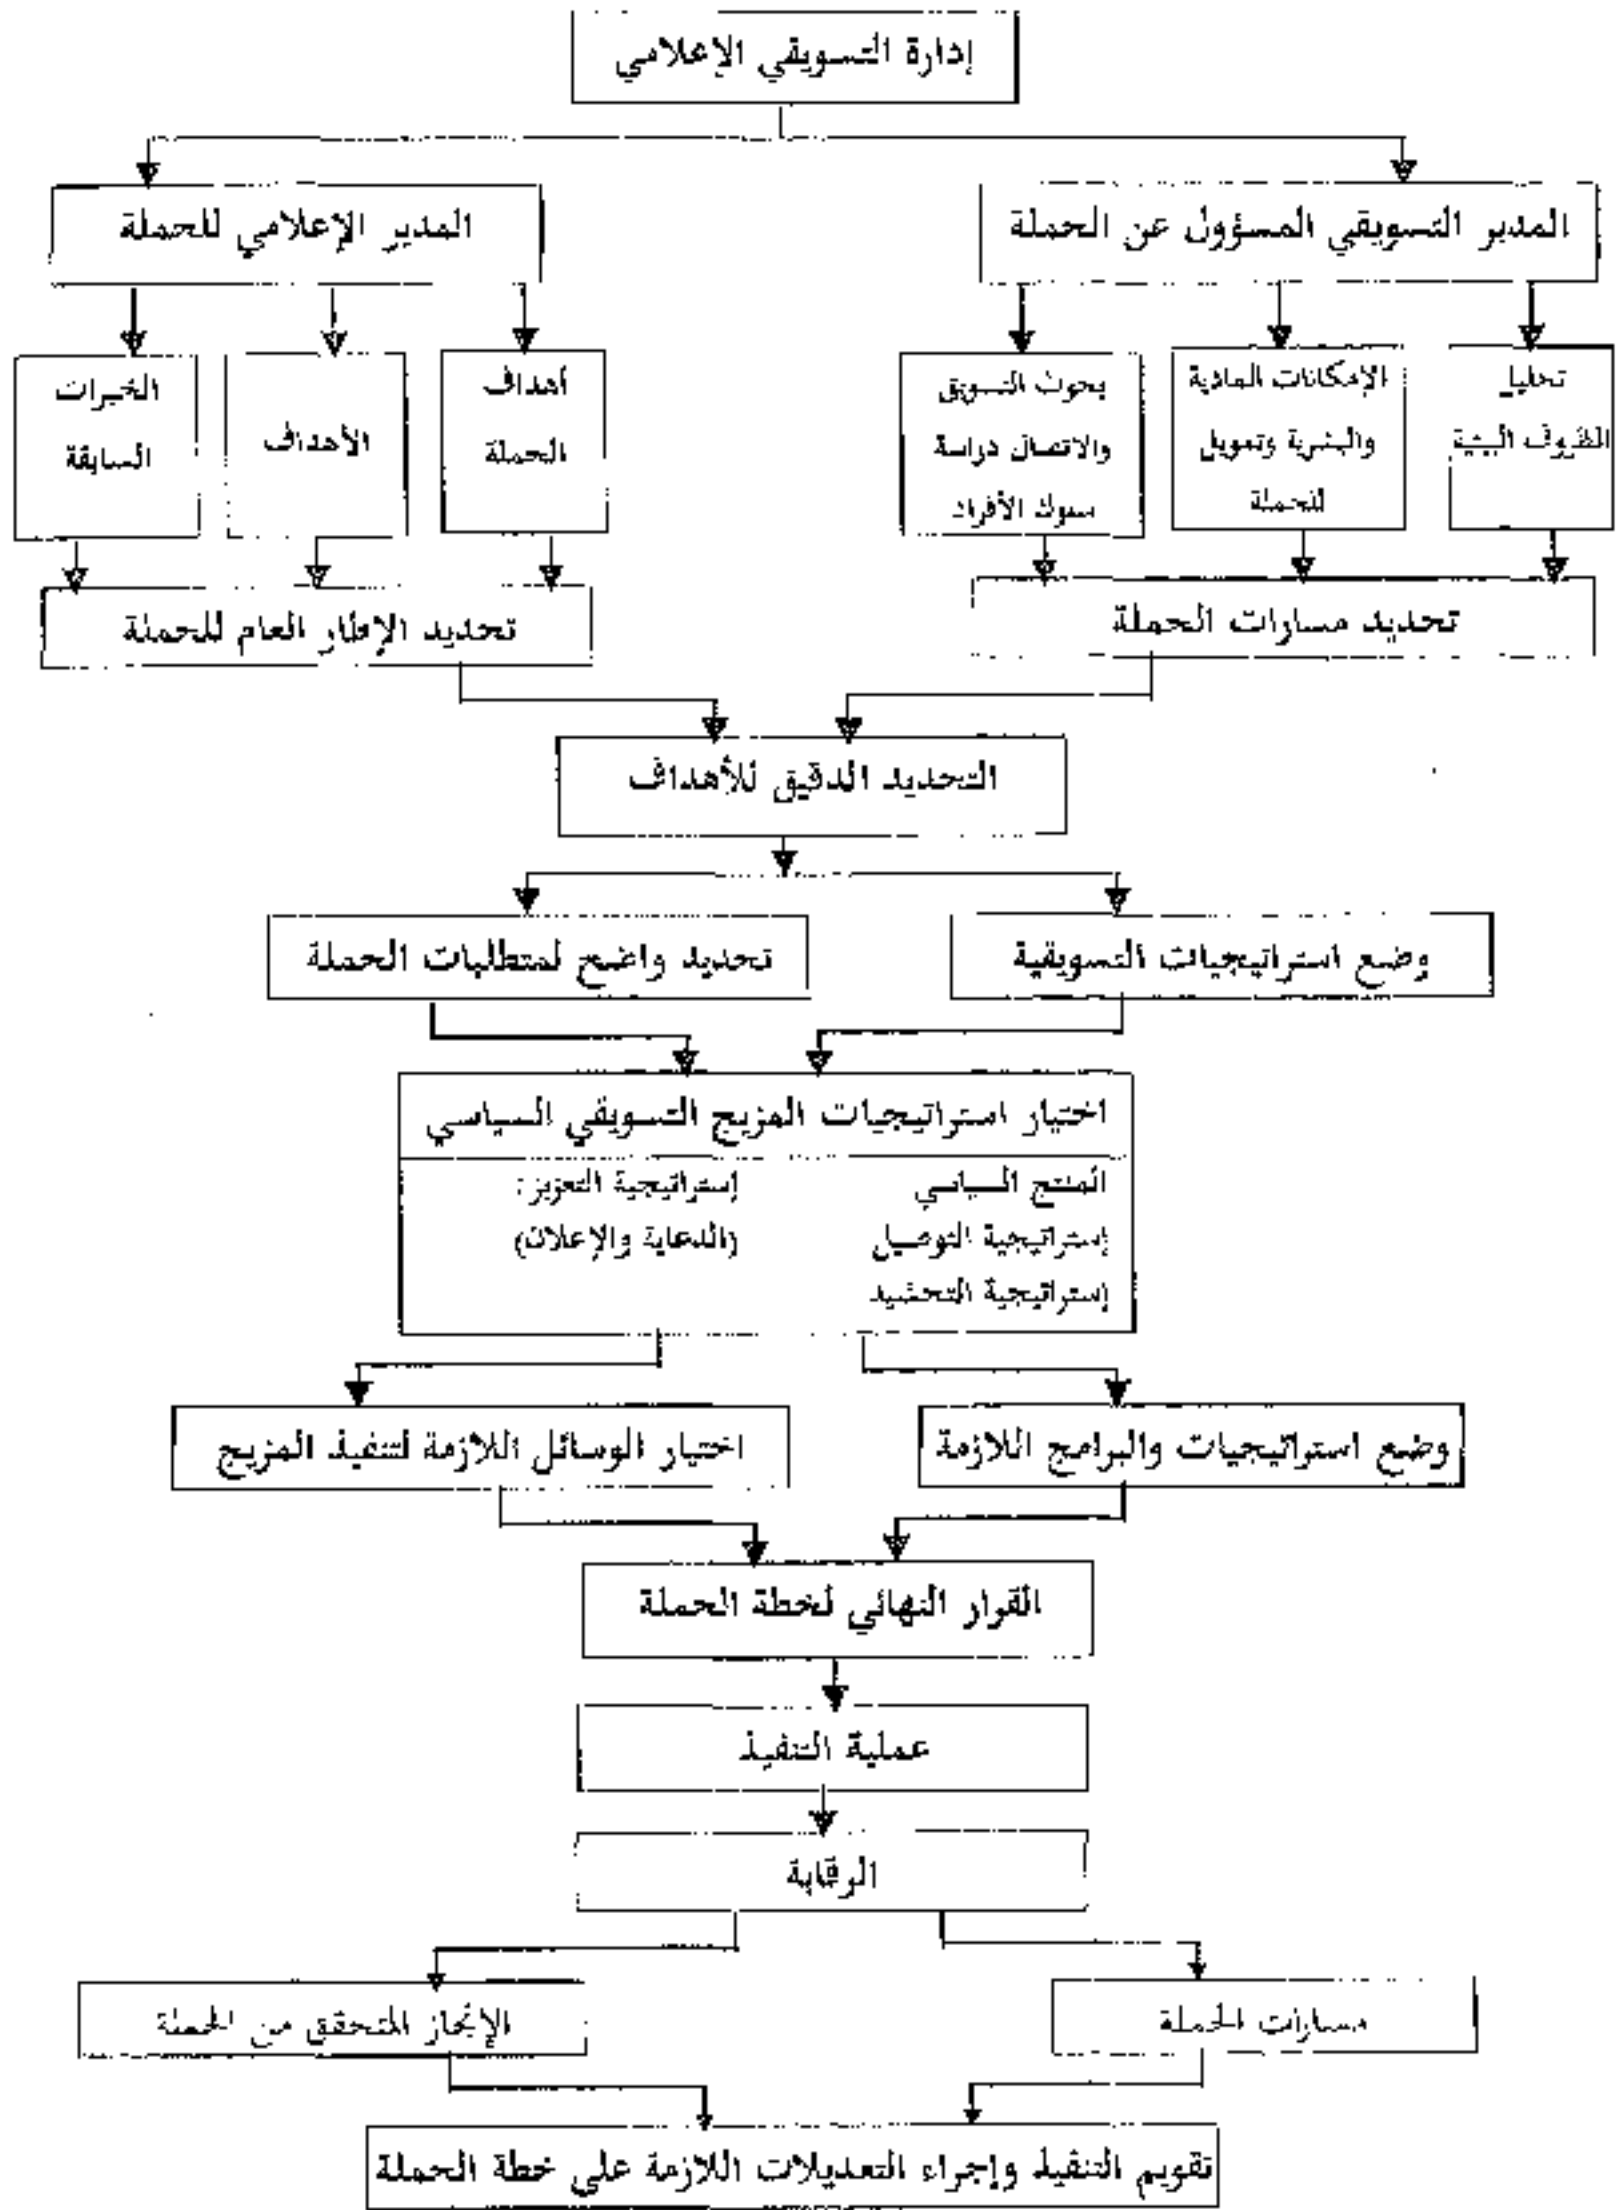 إدارة التسويقي الإعلامي
المدير التسويقي المسؤول عن الحملة
المدير الإعلامي للحملة
تحليل
الظروف البيئية
الإمكانات المادية
والبشرية وتمويل
للحملة
بحوث التسويق
والاتصال دراسة
سلوك الأفراد
أهداف
الحملة
الأهداف
الخبرات
السابقة
تحديد مسارات الحملة
تحديد الإطار العام للحملة
التحديد الدقيق للأهداف
وضع استراتيجيات التسويقية
تحديد واضح لمتطلبات الحملة
اختيار استراتيجيات المزيج التسويقي السياسي
المنتج السياسي
إستراتيجية التوصيل
إستراتيجية التحشيد
إستراتيجية التعزيز:
(الدعاية والإعلان)
وضع استراتيجيات والبرامج اللازمة
اختيار الوسائل اللازمة لتنفيذ المزيج
القرار النهائي لخطة الحملة
عملية التنفيذ
الرقابة
مسارات الحملة
الإنجاز المتحقق من الحملة
تقويم التنفيذ وإجراء التعديلات اللازمة على خطة الحملة